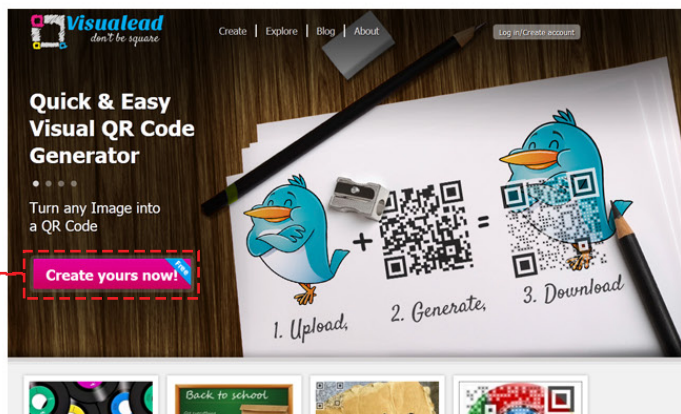 Visualead
don't be square
Create | Explore | Blog | About
Log in/Create account
Quick & Easy
Visual QR Code
Generator
Turn any Image into
a QR Code
Create yours now!
Free
+
=
1. Upload,
2. Generate,
3. Download
Back to school